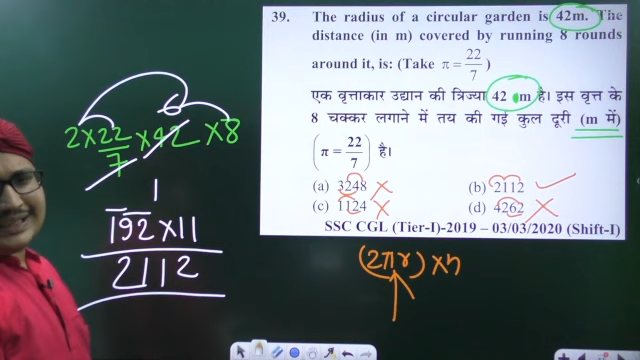 39. The radius of a circular garden is 42m. The
distance (in m) covered by running 8 rounds
around it, is: (Take π = 22/7)
एक वृत्ताकार उद्यान की त्रिज्या 42 m है। इस वृत्त के
8 चक्कर लगाने में तय की गई कुल दूरी (m में)
(π = 22/7) है।
(a) 3248 (b) 2112
(c) 1124 (d) 4262
SSC CGL (Tier-I)-2019 – 03/03/2020 (Shift-I)
2×22/7×42×8
1
192×11
2112
(2πr)×n